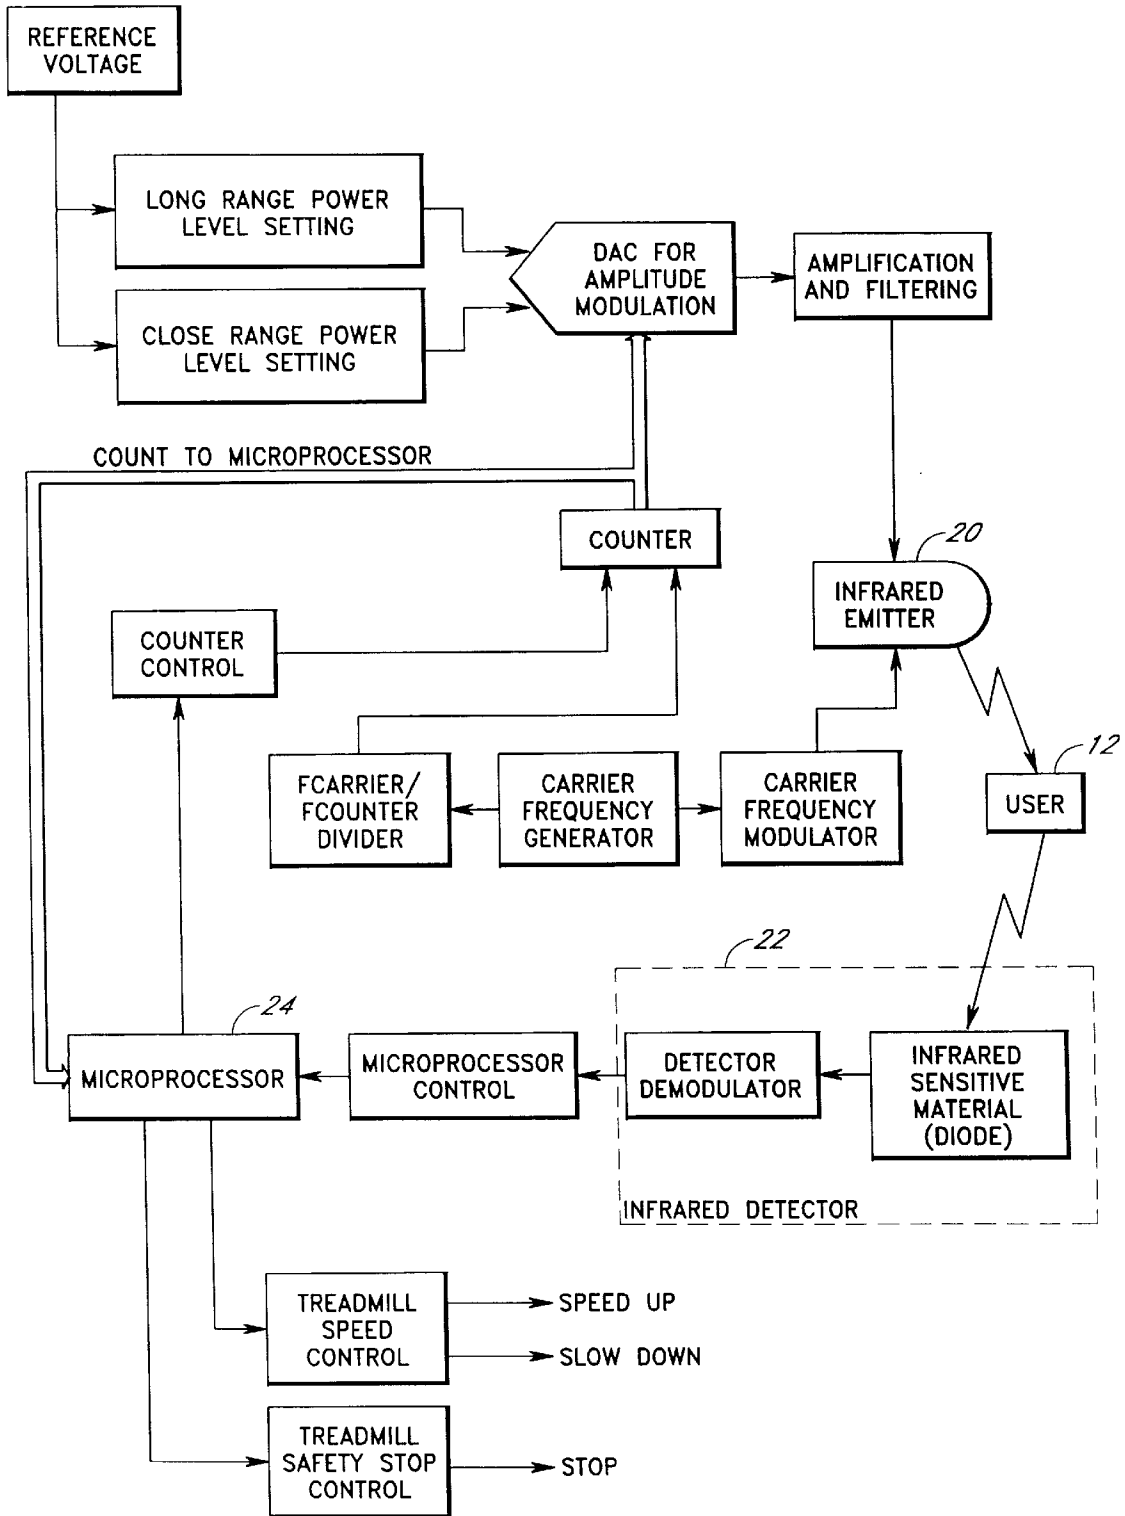 REFERENCE
VOLTAGE
LONG RANGE POWER
LEVEL SETTING
DAC FOR
AMPLITUDE
MODULATION
AMPLIFICATION
AND FILTERING
CLOSE RANGE POWER
LEVEL SETTING
COUNT TO MICROPROCESSOR
COUNTER
20
INFRARED
EMITTER
COUNTER
CONTROL
12
USER
FCARRIER/
FCOUNTER
DIVIDER
CARRIER
FREQUENCY
GENERATOR
CARRIER
FREQUENCY
MODULATOR
22
24
MICROPROCESSOR
MICROPROCESSOR
CONTROL
DETECTOR
DEMODULATOR
INFRARED
SENSITIVE
MATERIAL
(DIODE)
INFRARED DETECTOR
TREADMILL
SPEED
CONTROL
SPEED UP
SLOW DOWN
TREADMILL
SAFETY STOP
CONTROL
STOP